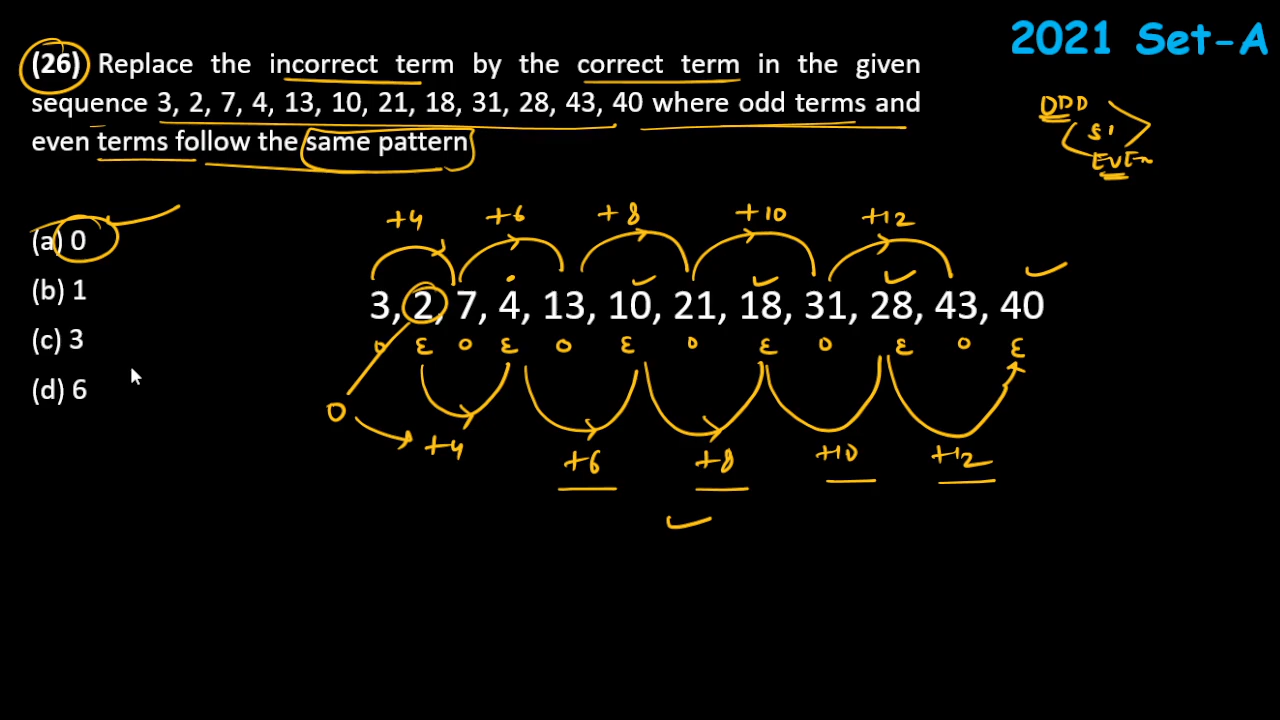 2021 Set-A
(26) Replace the incorrect term by the correct term in the given
sequence 3, 2, 7, 4, 13, 10, 21, 18, 31, 28, 43, 40 where odd terms and
even terms follow the same pattern
ODD
EVEN
(a) 0
(b) 1
(c) 3
(d) 6
+4 +6 +8 +10 +12
3, 2, 7, 4, 13, 10, 21, 18, 31, 28, 43, 40
O E O E O E O E O E O E
0
+4 +6 +8 +10 +12